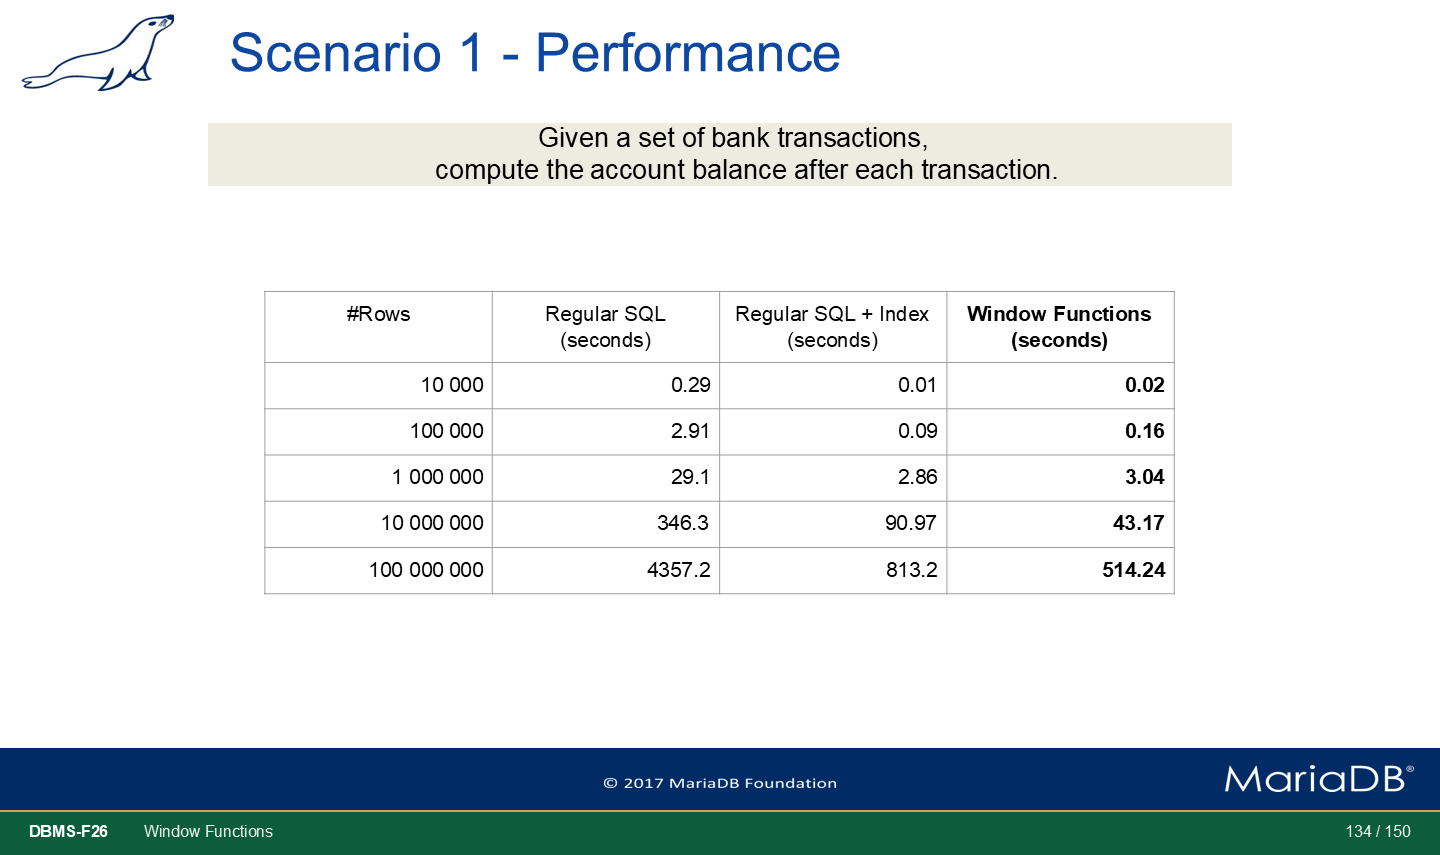 Scenario 1 - Performance
Given a set of bank transactions,
compute the account balance after each transaction.
#Rows Regular SQL (seconds) Regular SQL + Index (seconds) Window Functions (seconds)
10 000 0.29 0.01 0.02
100 000 2.91 0.09 0.16
1 000 000 29.1 2.86 3.04
10 000 000 346.3 90.97 43.17
100 000 000 4357.2 813.2 514.24
© 2017 MariaDB Foundation
MariaDB®
DBMS-F26 Window Functions 134 / 150